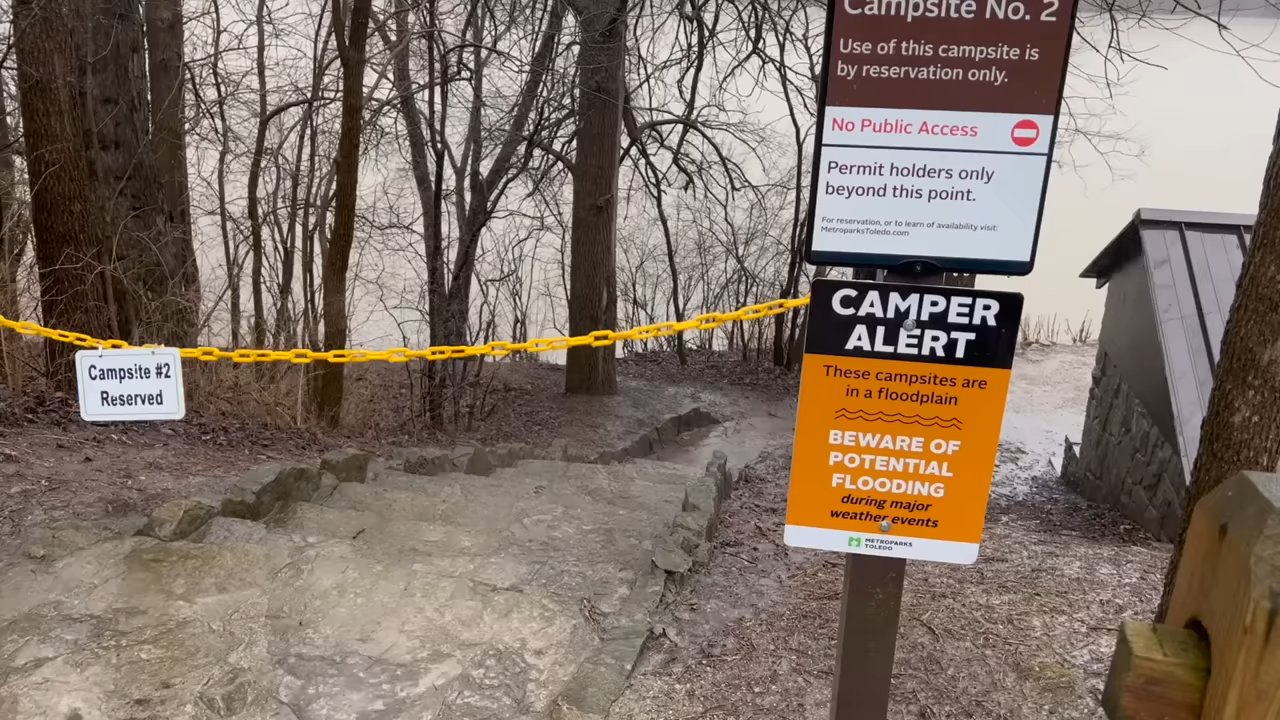 Campsite No. 2
Use of this campsite is
by reservation only.
No Public Access
Permit holders only
beyond this point.
For reservation, or to learn of availability visit:
MetroparksToledo.com
CAMPER
ALERT
These campsites are
in a floodplain
BEWARE OF
POTENTIAL
FLOODING
during major
weather events
METROPARKS
TOLEDO
Campsite #2
Reserved